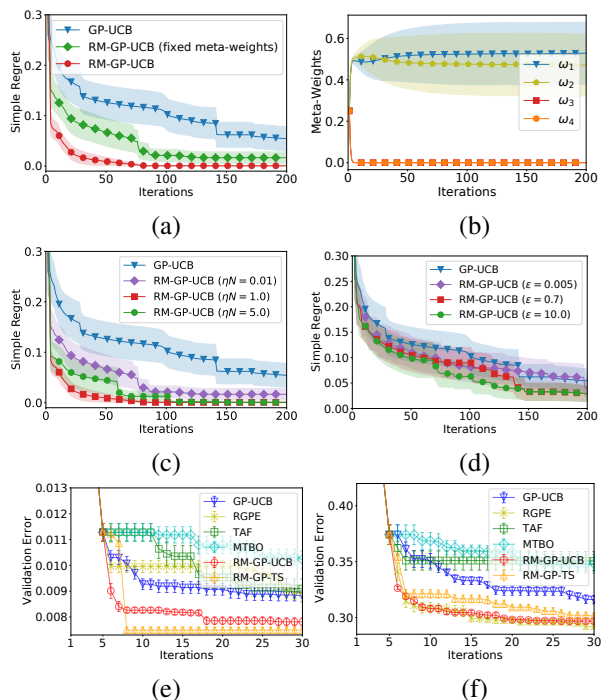 0.3
0.2
0.1
0.0
Simple Regret
GP-UCB
RM-GP-UCB (fixed meta-weights)
RM-GP-UCB
0 50 100 150 200
Iterations
(a)
0.6
0.4
0.2
0.0
Meta-Weights
ω1
ω2
ω3
ω4
0 50 100 150 200
Iterations
(b)
0.3
0.2
0.1
0.0
Simple Regret
GP-UCB
RM-GP-UCB (ηN = 0.01)
RM-GP-UCB (ηN = 1.0)
RM-GP-UCB (ηN = 5.0)
0 50 100 150 200
Iterations
(c)
0.30
0.25
0.20
0.15
0.10
0.05
0.00
Simple Regret
GP-UCB
RM-GP-UCB (ε = 0.005)
RM-GP-UCB (ε = 0.7)
RM-GP-UCB (ε = 10.0)
0 50 100 150 200
Iterations
(d)
0.013
0.012
0.011
0.010
0.009
0.008
Validation Error
GP-UCB
RGPE
TAF
MTBO
RM-GP-UCB
RM-GP-TS
1 5 10 15 20 25 30
Iterations
(e)
0.40
0.35
0.30
Validation Error
GP-UCB
RGPE
TAF
MTBO
RM-GP-UCB
RM-GP-TS
1 5 10 15 20 25 30
Iterations
(f)